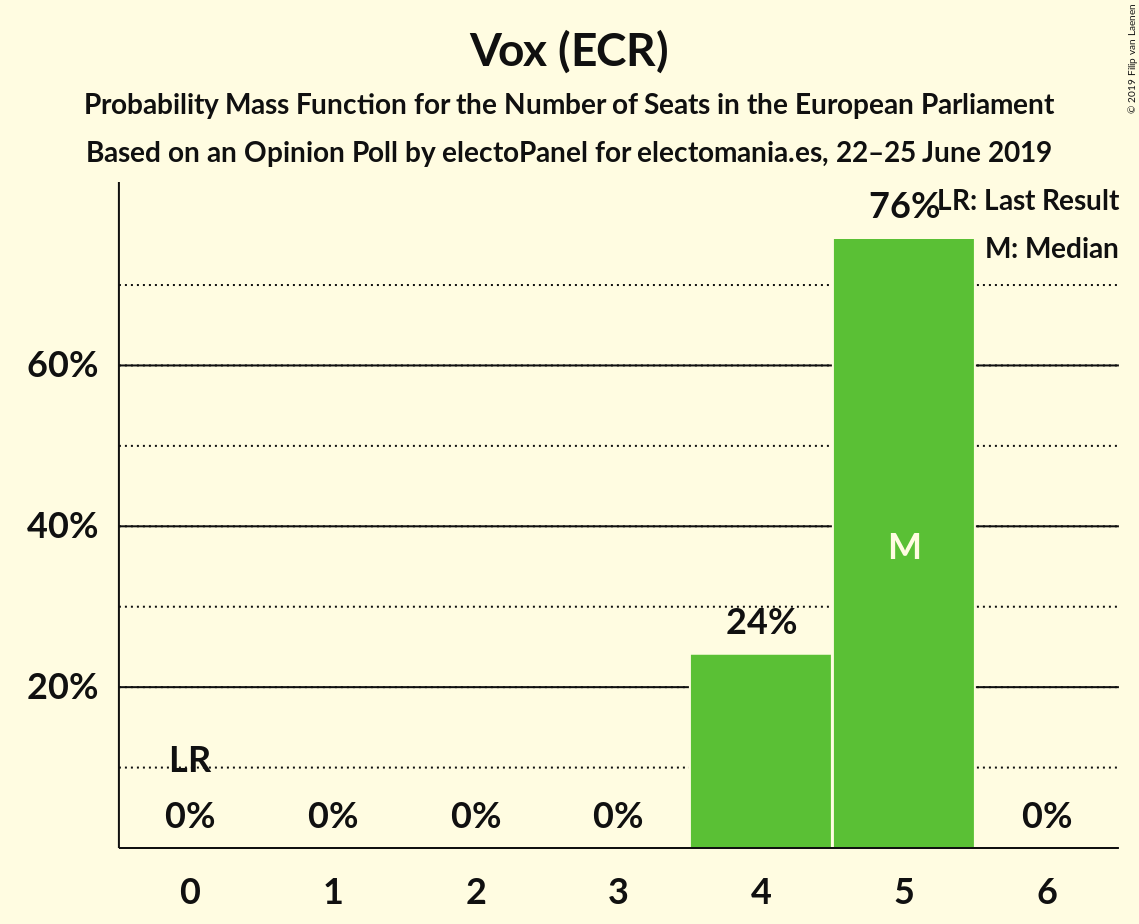 Vox (ECR)
Probability Mass Function for the Number of Seats in the European Parliament
Based on an Opinion Poll by electoPanel for electomania.es, 22–25 June 2019
© 2019 Filip van Laenen
LR: Last Result
M: Median
76%
60%
40%
M
24%
20%
LR
0% 0% 0% 0% 0%
0 1 2 3 4 5 6